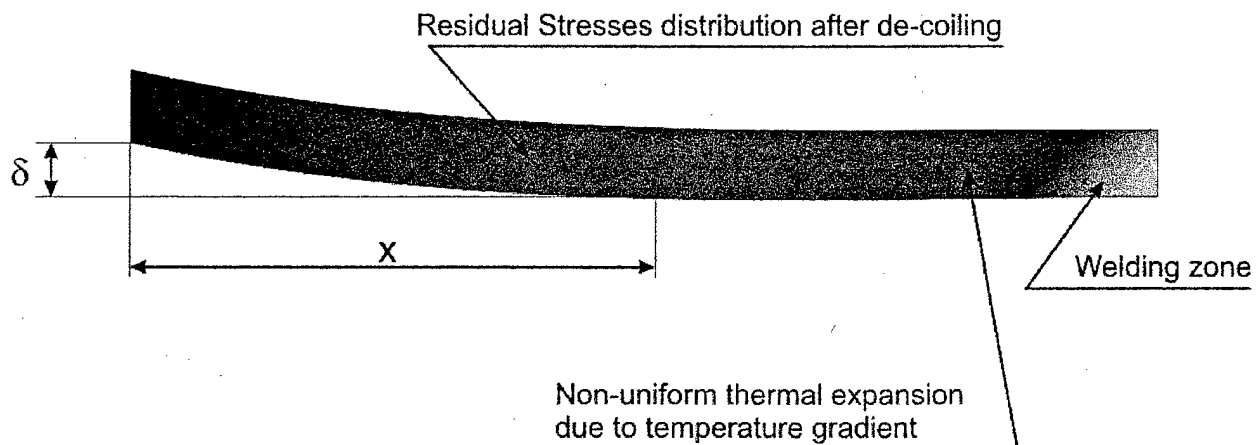 Residual Stresses distribution after de-coiling
δ
x
Welding zone
Non-uniform thermal expansion
due to temperature gradient